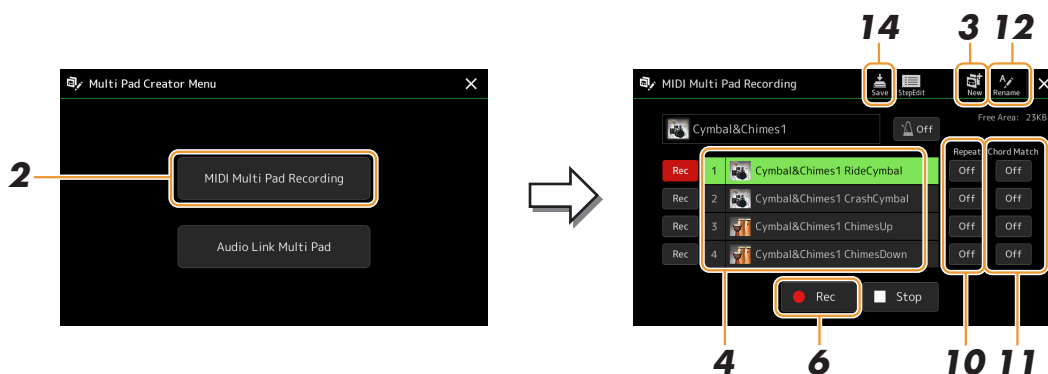 14 3 12
Multi Pad Creator Menu
MIDI Multi Pad Recording Save StepEdit New Rename
Free Area: 23KB
Cymbal&Chimes1 Off
Repeat Chord Match
2 MIDI Multi Pad Recording
Rec 1 Cymbal&Chimes1 RideCymbal Off Off
Rec 2 Cymbal&Chimes1 CrashCymbal Off Off
Rec 3 Cymbal&Chimes1 ChimesUp Off Off
Audio Link Multi Pad
Rec 4 Cymbal&Chimes1 ChimesDown Off Off
Rec Stop
4 6 10 11